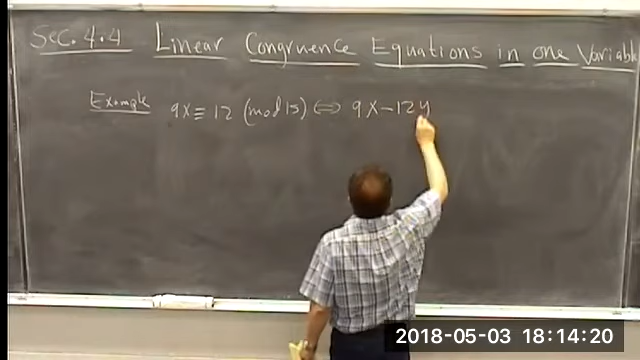 Sec. 4.4 Linear Congruence Equations in one Variable
Example 9x ≡ 12 (mod 15) ⇔ 9x - 12y
2018-05-03 18:14:20